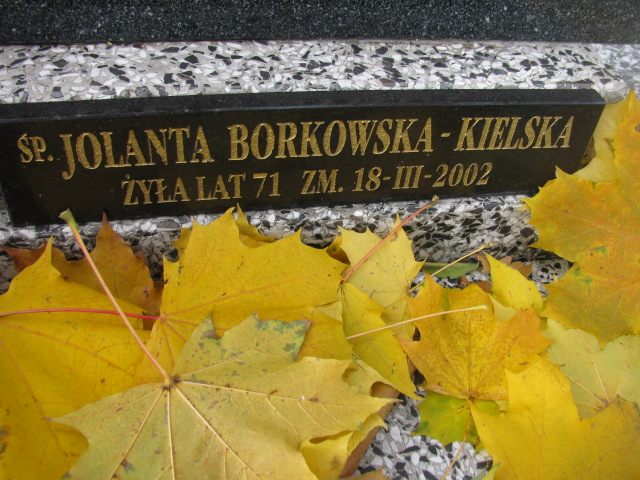 ŚP. JOLANTA BORKOWSKA - KIELSKA
ŻYŁA LAT 71 ZM. 18-III-2002